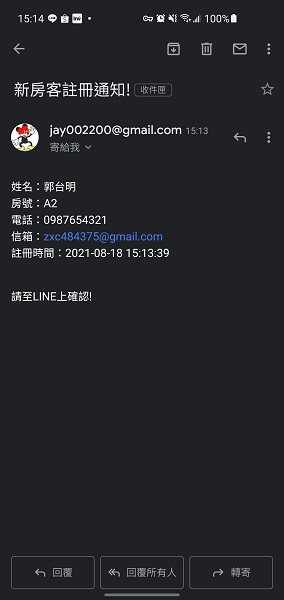 15:14
100%
新房客註冊通知!
收件匣
jay002200@gmail.com 15:13
寄給我
姓名：郭台明
房號：A2
電話：0987654321
信箱：zxc484375@gmail.com
註冊時間：2021-08-18 15:13:39
請至LINE上確認!
回覆
回覆所有人
轉寄